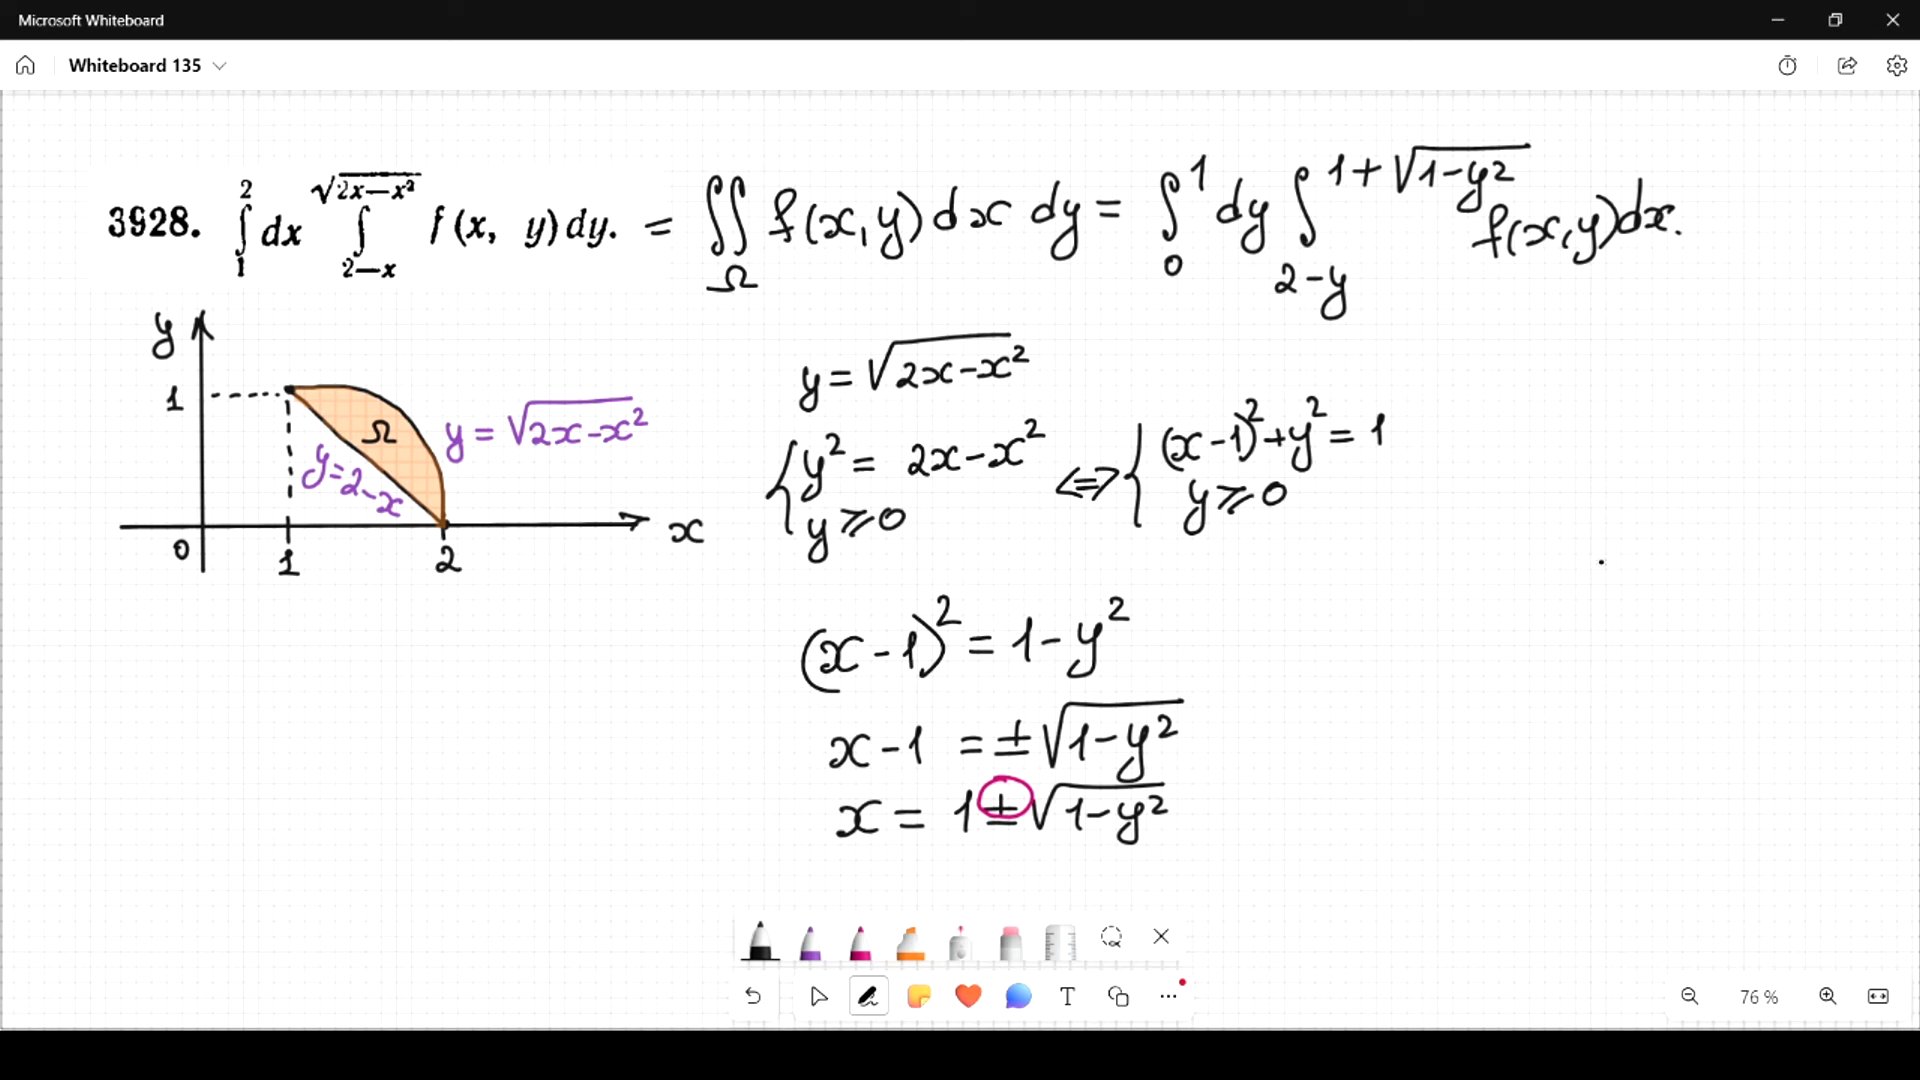 Microsoft Whiteboard
Whiteboard 135
3928. ∫₁² dx ∫_{2−x}^{√(2x−x²)} f(x, y) dy. = ∬_Ω f(x,y) dx dy = ∫₀¹ dy ∫_{2−y}^{1+√(1−y²)} f(x,y) dx.
y
1
Ω
y = √(2x−x²)
y=2−x
0
1
2
x
y = √(2x−x²)
{ y² = 2x−x² <=> { (x−1)²+y² = 1
y ⩾ 0 y ⩾ 0
(x−1)² = 1−y²
x−1 = ±√(1−y²)
x = 1±√(1−y²)
T
76 %